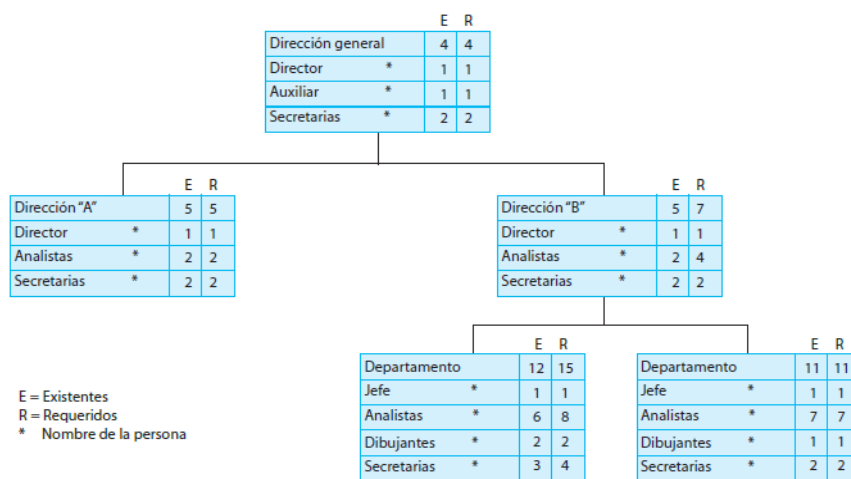 E R
Dirección general 4 4
Director * 1 1
Auxiliar * 1 1
Secretarias * 2 2
E R
Dirección "A" 5 5
Director * 1 1
Analistas * 2 2
Secretarias * 2 2
E R
Dirección "B" 5 7
Director * 1 1
Analistas * 2 4
Secretarias * 2 2
E R
Departamento 12 15
Jefe * 1 1
Analistas * 6 8
Dibujantes * 2 2
Secretarias * 3 4
E R
Departamento 11 11
Jefe * 1 1
Analistas * 7 7
Dibujantes * 1 1
Secretarias * 2 2
E = Existentes
R = Requeridos
* Nombre de la persona